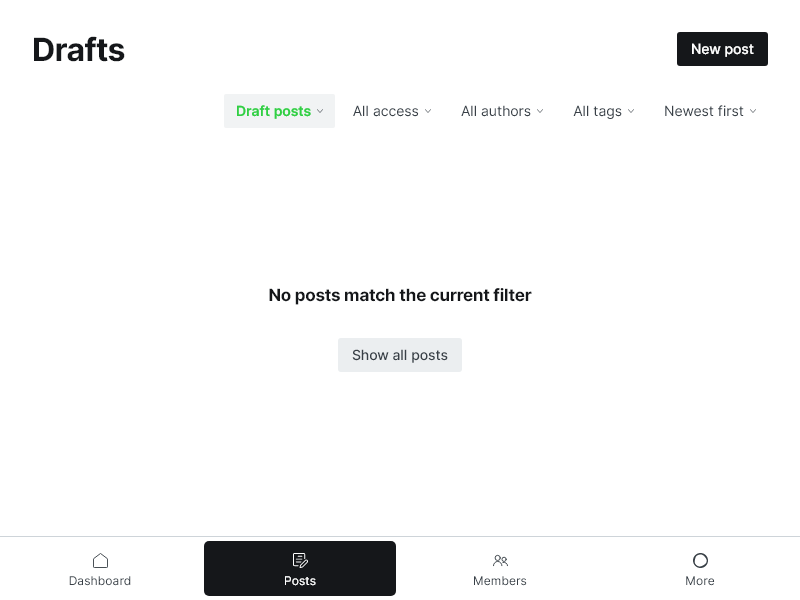 Drafts
New post
Draft posts
All access
All authors
All tags
Newest first
No posts match the current filter
Show all posts
Dashboard
Posts
Members
More